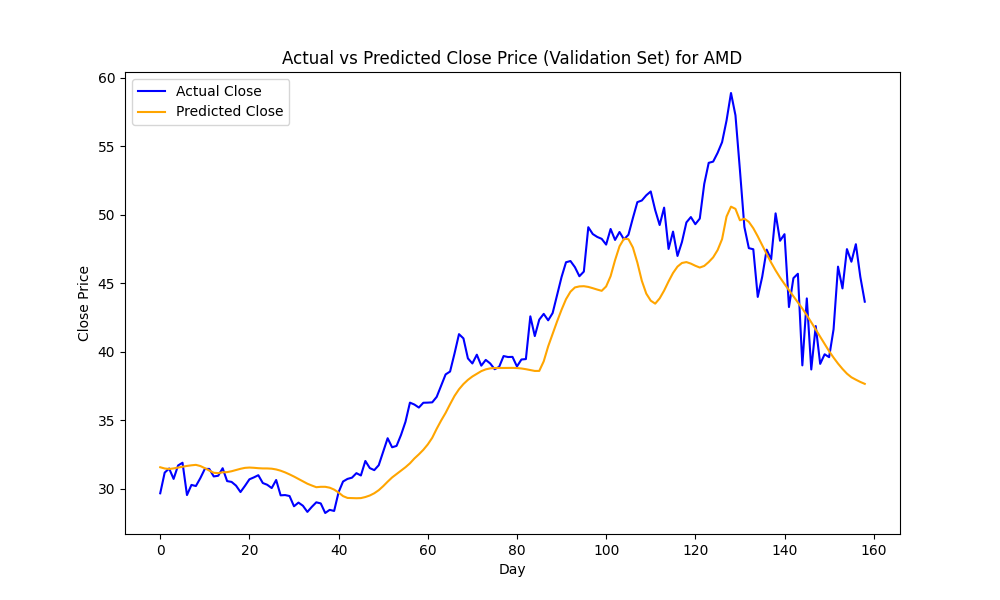 Actual vs Predicted Close Price (Validation Set) for AMD
Actual Close
Predicted Close
Close Price
60
55
50
45
40
35
30
0 20 40 60 80 100 120 140 160
Day